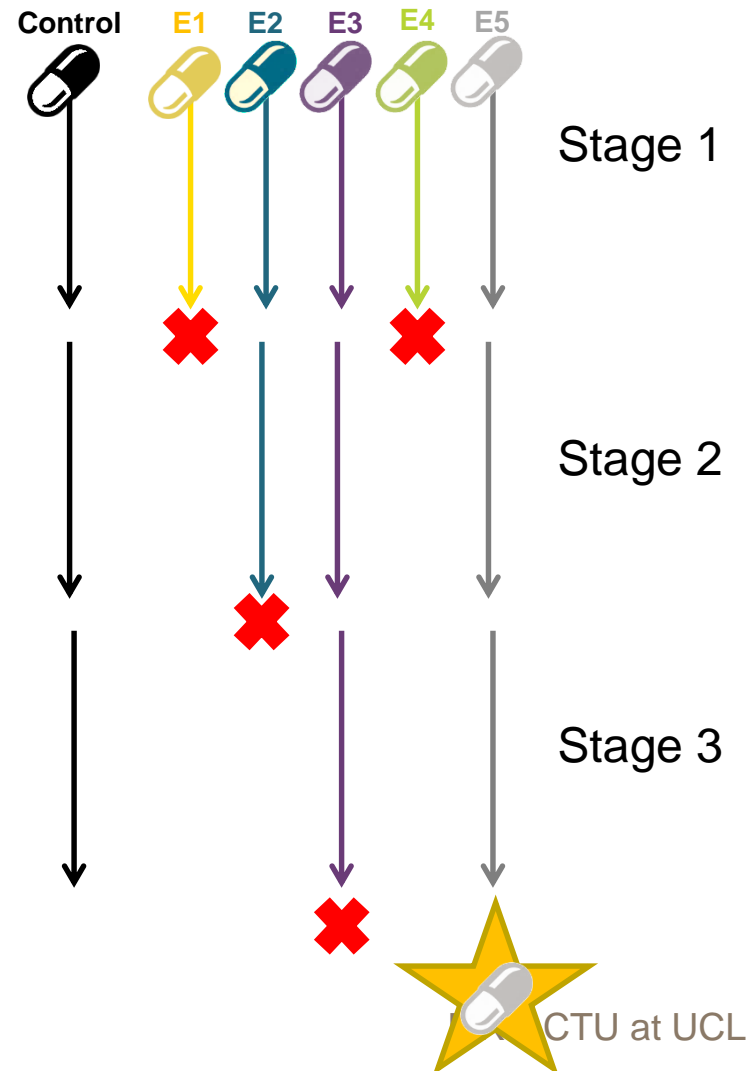 Control E1 E2 E3 E4 E5
Stage 1
Stage 2
Stage 3
CTU at UCL